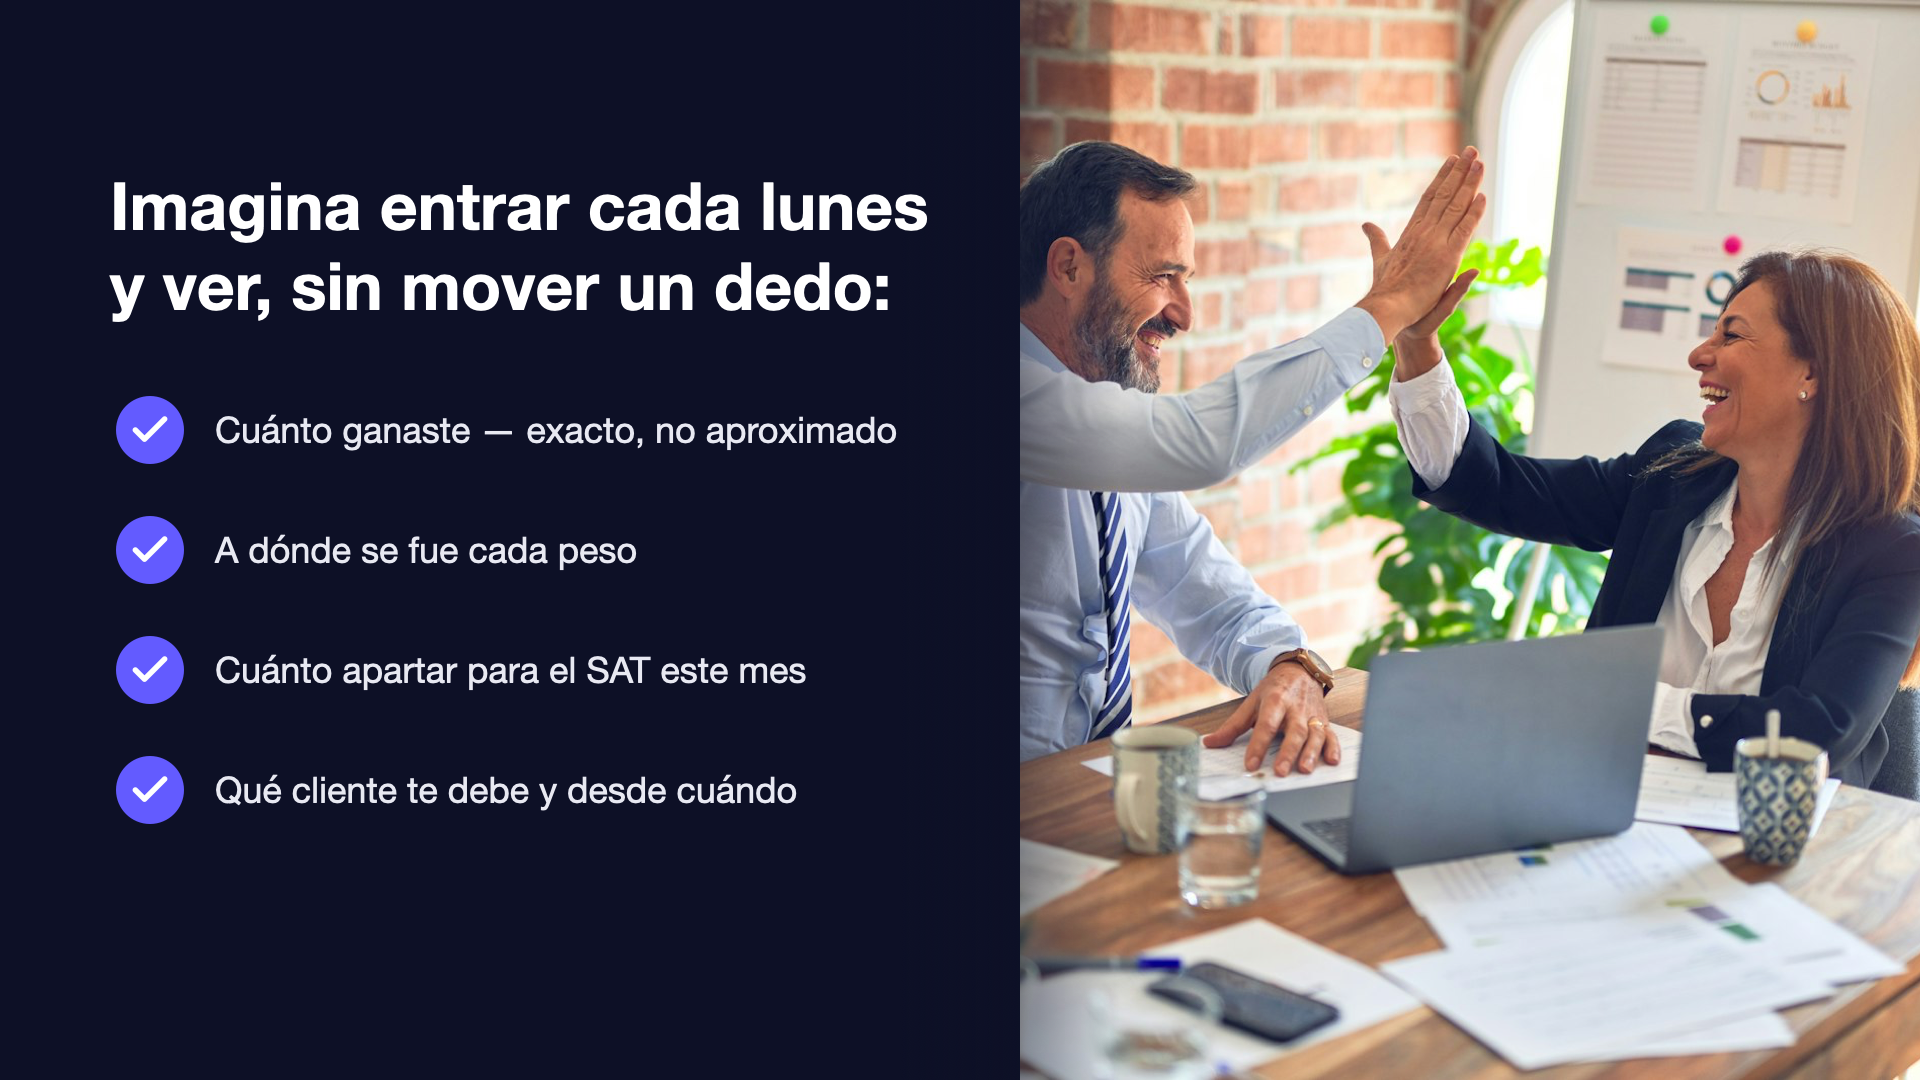 Imagina entrar cada lunes
y ver, sin mover un dedo:
Cuánto ganaste — exacto, no aproximado
A dónde se fue cada peso
Cuánto apartar para el SAT este mes
Qué cliente te debe y desde cuándo